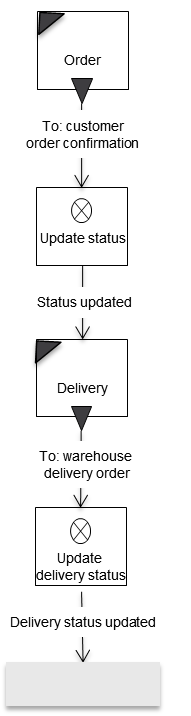 Order
To: customer
order confirmation
Update status
Status updated
Delivery
To: warehouse
delivery order
Update
delivery status
Delivery status updated